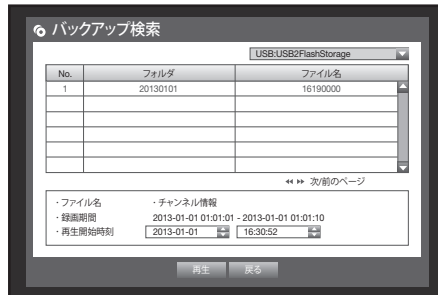 バックアップ検索
USB:USB2FlashStorage
No. フォルダ ファイル名
1 20130101 16190000
次/前のページ
・ファイル名 ・チャンネル情報
・録画期間 2013-01-01 01:01:01 - 2013-01-01 01:01:10
・再生開始時刻 2013-01-01 16:30:52
再生 戻る